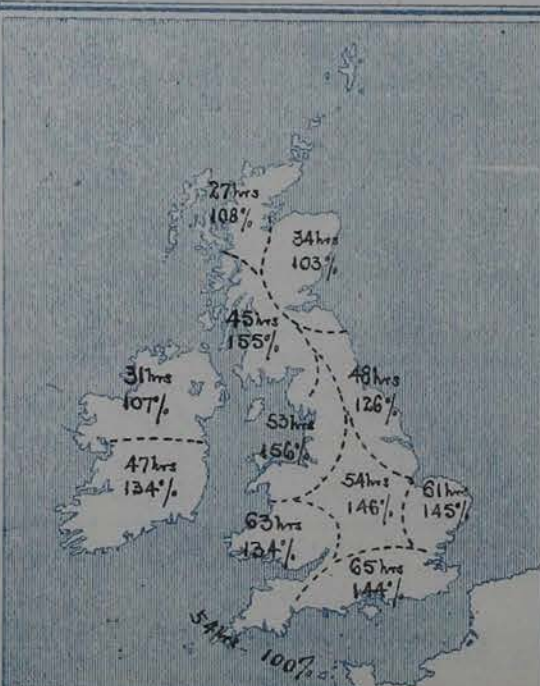 27hrs
108%
34hrs
103%
45hrs
155%
31hrs
107%
48hrs
126%
53hrs
156%
47hrs
134%
54hrs
146%
61hrs
145%
63hrs
134%
65hrs
144%
54hrs - 100%